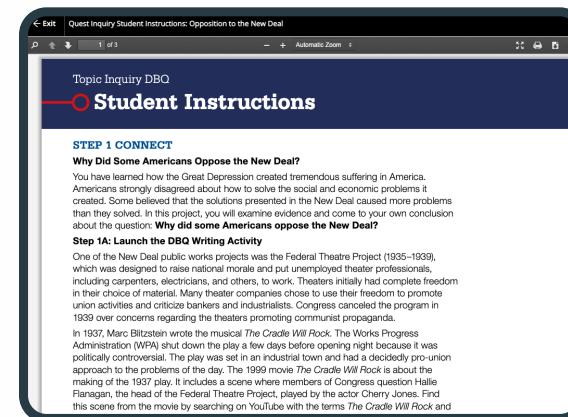 ← Exit Quest Inquiry Student Instructions: Opposition to the New Deal
1 of 3 − + Automatic Zoom
Topic Inquiry DBQ
Student Instructions
STEP 1 CONNECT
Why Did Some Americans Oppose the New Deal?
You have learned how the Great Depression created tremendous suffering in America.
Americans strongly disagreed about how to solve the social and economic problems it
created. Some believed that the solutions presented in the New Deal caused more problems
than they solved. In this project, you will examine evidence and come to your own conclusion
about the question: Why did some Americans oppose the New Deal?
Step 1A: Launch the DBQ Writing Activity
One of the New Deal public works projects was the Federal Theatre Project (1935–1939),
which was designed to raise national morale and put unemployed theater professionals,
including carpenters, electricians, and others, to work. Theaters initially had complete freedom
in their choice of material. Many theater companies chose to use their freedom to promote
union activities and criticize bankers and industrialists. Congress canceled the program in
1939 over concerns regarding the theaters promoting communist propaganda.
In 1937, Marc Blitzstein wrote the musical The Cradle Will Rock. The Works Progress
Administration (WPA) shut down the play a few days before opening night because it was
politically controversial. The play was set in an industrial town and had a decidedly pro-union
approach to the problems of the day. The 1999 movie The Cradle Will Rock is about the
making of the 1937 play. It includes a scene where members of Congress question Hallie
Flanagan, the head of the Federal Theatre Project, played by the actor Cherry Jones. Find
this scene from the movie by searching on YouTube with the terms The Cradle Will Rock and